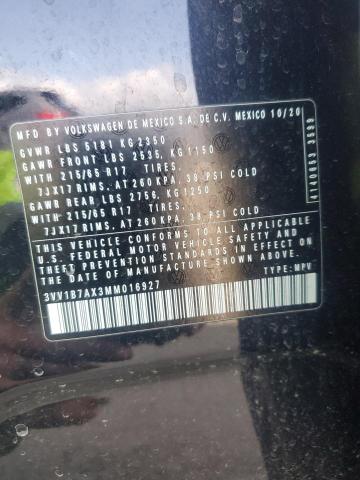 MFD BY VOLKSWAGEN DE MEXICO S.A. DE C.V. MEXICO 10/20
GVWR LBS 5181 KG 2350
GAWR FRONT LBS 2535, KG 1150
WITH 215/65 R17 TIRES.
7JX17 RIMS, AT 260 KPA, 38 PSI COLD
GAWR REAR LBS 2756, KG 1250
WITH 215/65 R17 TIRES.
7JX17 RIMS, AT 260 KPA, 38 PSI COLD
THIS VEHICLE CONFORMS TO ALL APPLICABLE
U.S. FEDERAL MOTOR VEHICLE SAFETY AND
THEFT PREVENTION STANDARDS IN EFFECT
ON THE DATE OF MANUFACTURE SHOWN ABOVE
3VV1B7AX3MM016927 TYPE: MPV
4140653 3599